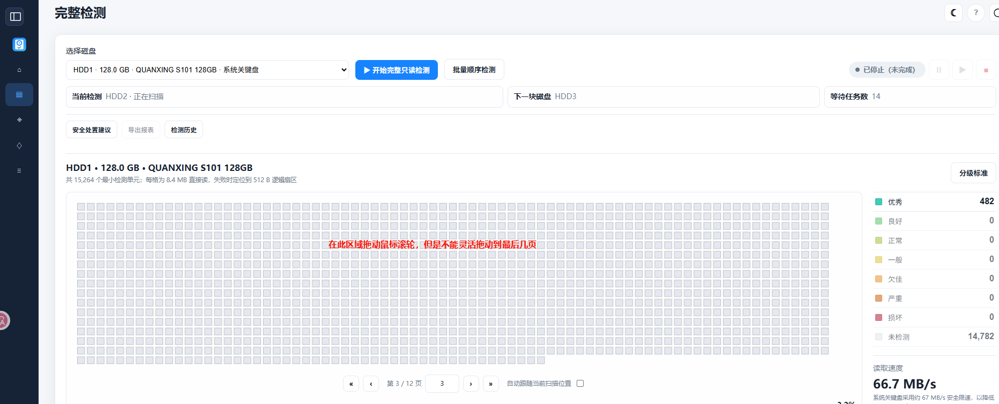 完整检测
?
选择磁盘
HDD1 · 128.0 GB · QUANXING S101 128GB · 系统关键盘
▶ 开始完整只读检测
批量顺序检测
● 已停止（未完成）
当前检测 HDD2 · 正在扫描
下一块磁盘 HDD3
等待任务数 14
安全处置建议
导出报表
检测历史
HDD1 • 128.0 GB • QUANXING S101 128GB
共 15,264 个最小检测单元；每格为 8.4 MB 直接读，失败时定位到 512 B 逻辑扇区
分级标准
在此区域拖动鼠标滚轮，但是不能灵活拖动到最后几页
优秀 482
良好 0
正常 0
一般 0
欠佳 0
严重 0
损坏 0
未检测 14,782
« ‹ 第 3 / 12 页 3 › » 自动跟随当前扫描位置
读取速度
66.7 MB/s
系统关键盘采用约 67 MB/s 安全限速，以降低